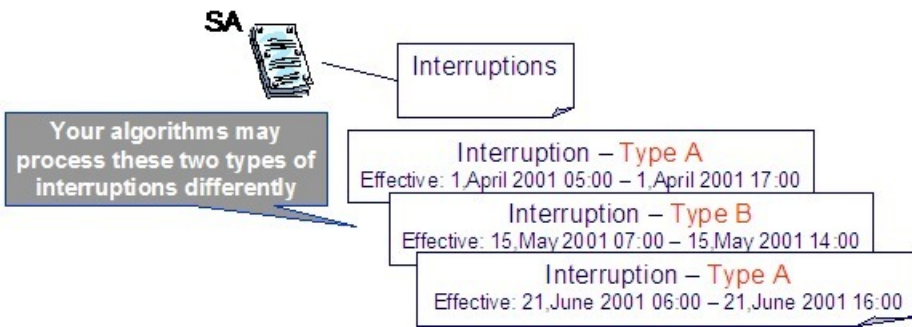 SA
Interruptions
Your algorithms may
process these two types of
interruptions differently
Interruption – Type A
Effective: 1,April 2001 05:00 – 1,April 2001 17:00
Interruption – Type B
Effective: 15,May 2001 07:00 – 15,May 2001 14:00
Interruption – Type A
Effective: 21,June 2001 06:00 – 21,June 2001 16:00